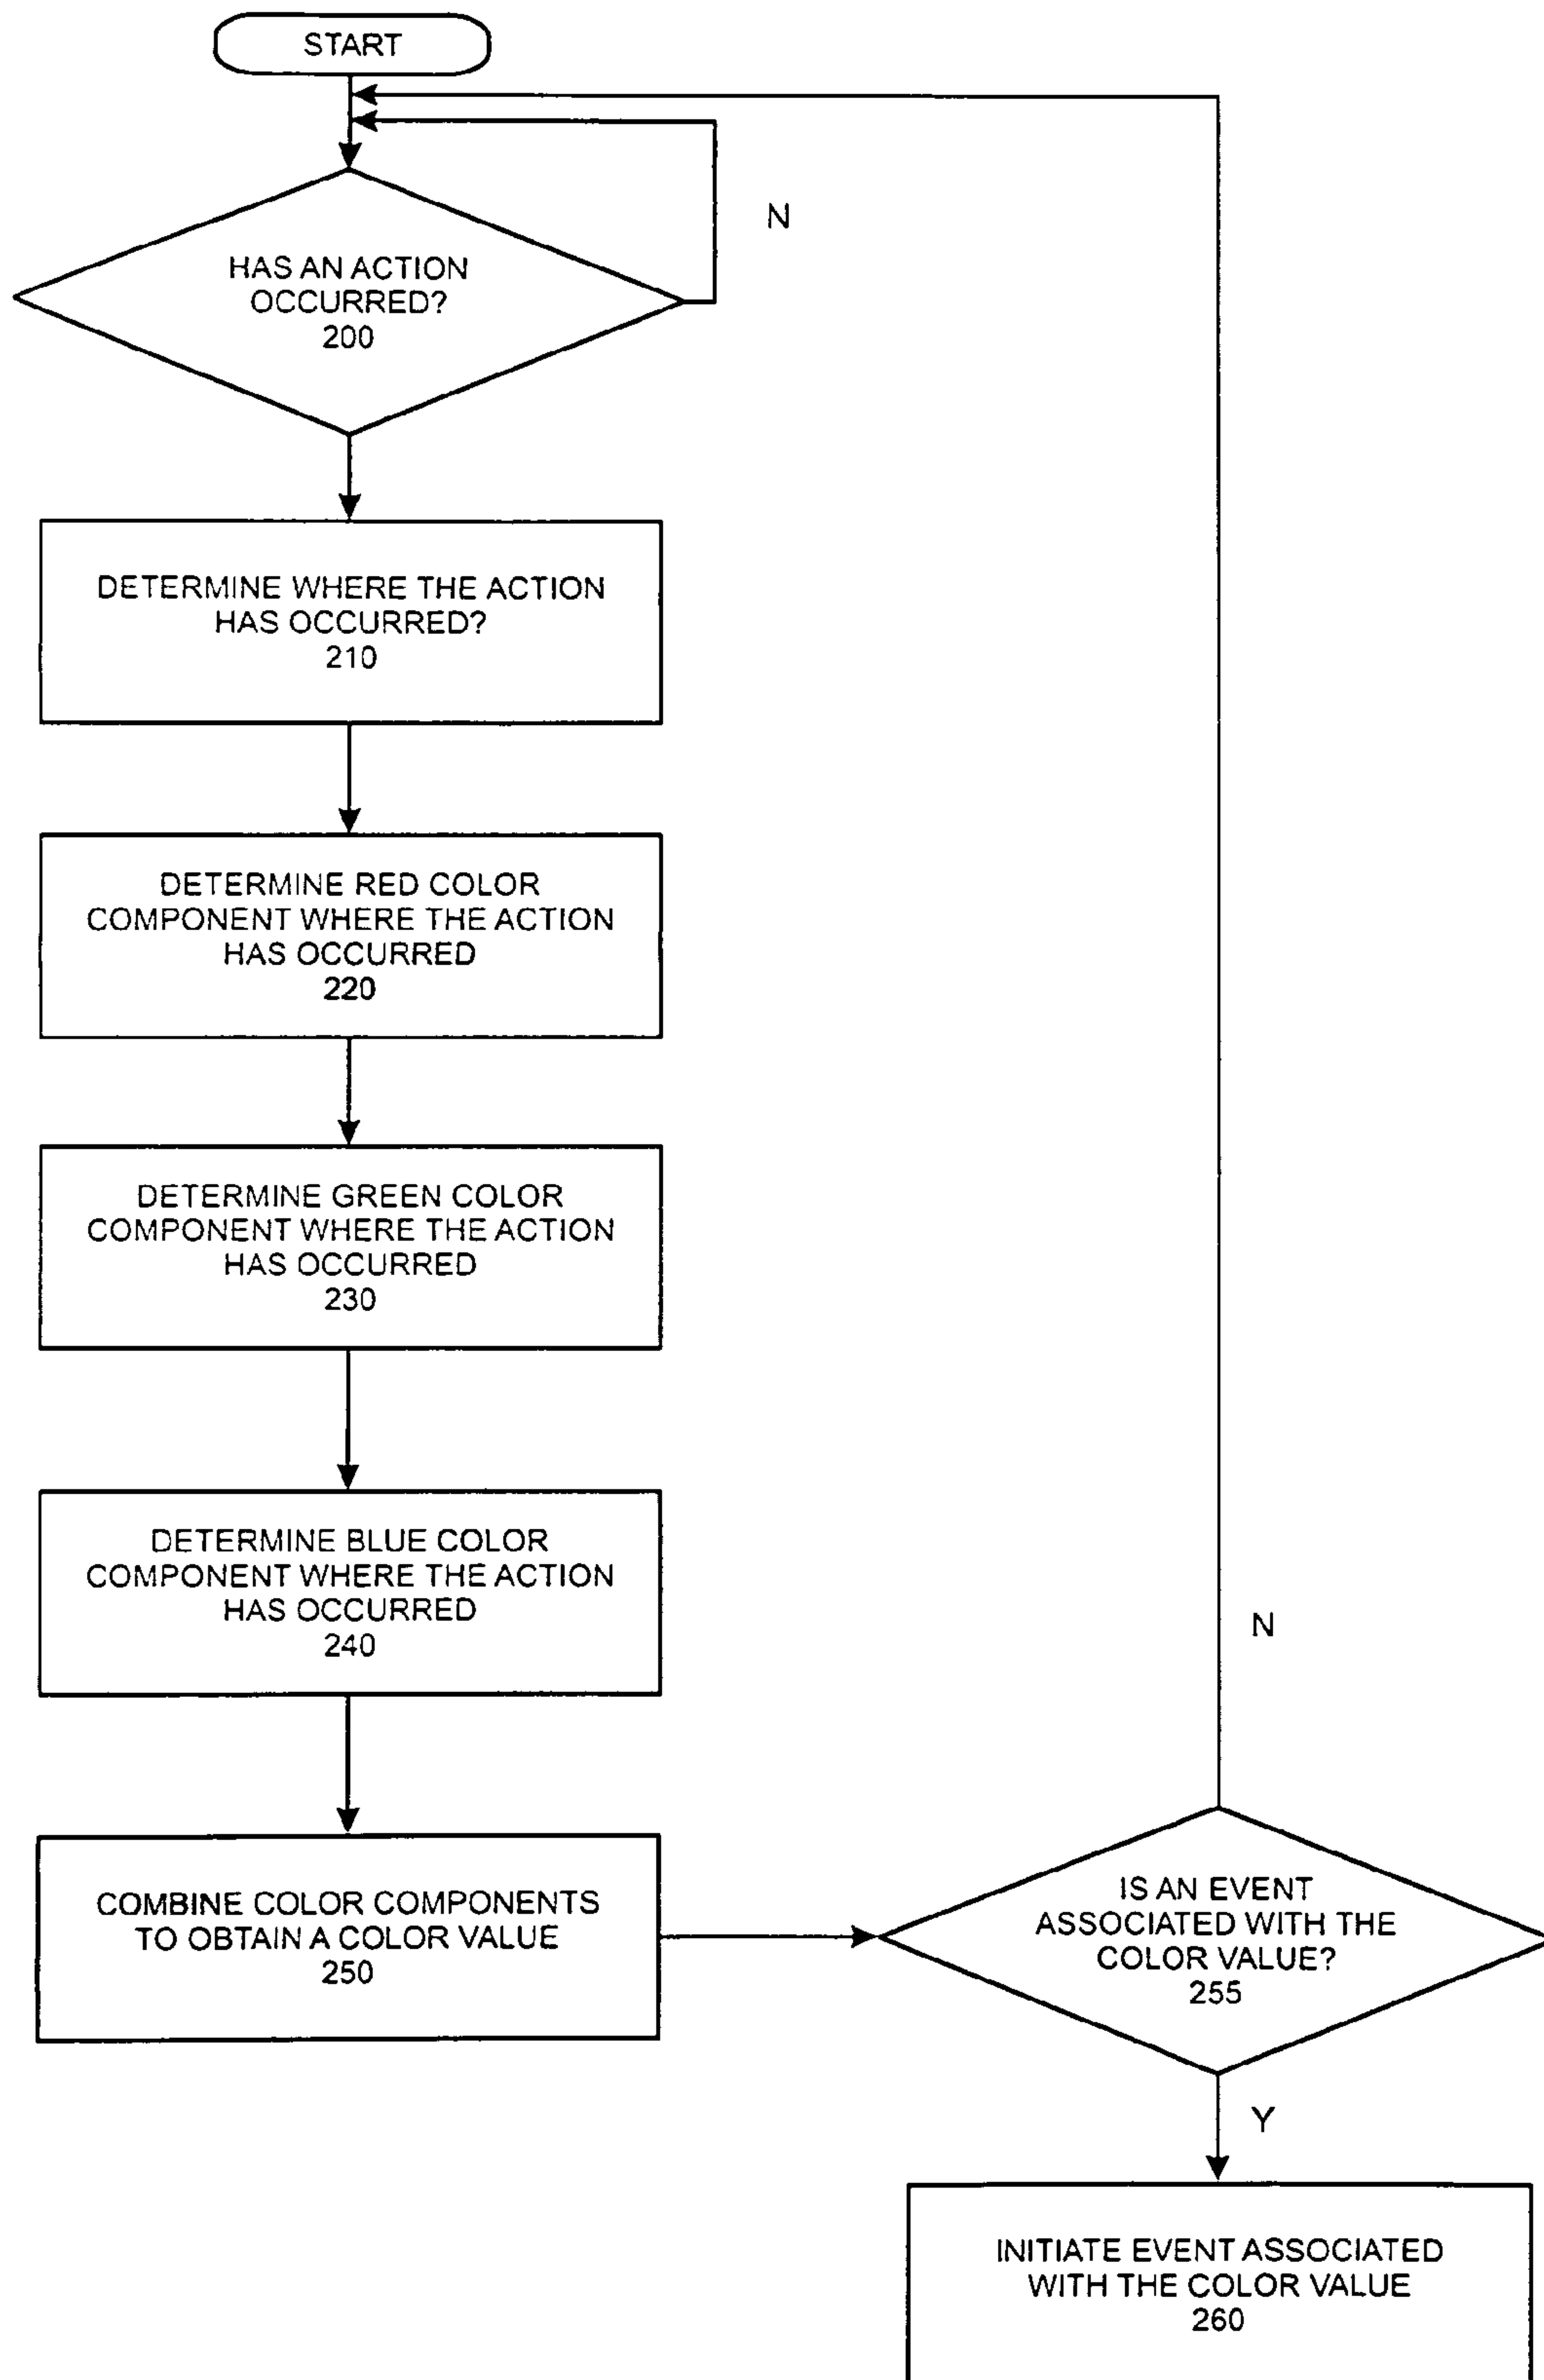 START
N
HAS AN ACTION
OCCURRED?
200
DETERMINE WHERE THE ACTION
HAS OCCURRED?
210
DETERMINE RED COLOR
COMPONENT WHERE THE ACTION
HAS OCCURRED
220
DETERMINE GREEN COLOR
COMPONENT WHERE THE ACTION
HAS OCCURRED
230
DETERMINE BLUE COLOR
COMPONENT WHERE THE ACTION
HAS OCCURRED
240
N
COMBINE COLOR COMPONENTS
TO OBTAIN A COLOR VALUE
250
IS AN EVENT
ASSOCIATED WITH THE
COLOR VALUE?
255
Y
INITIATE EVENT ASSOCIATED
WITH THE COLOR VALUE
260